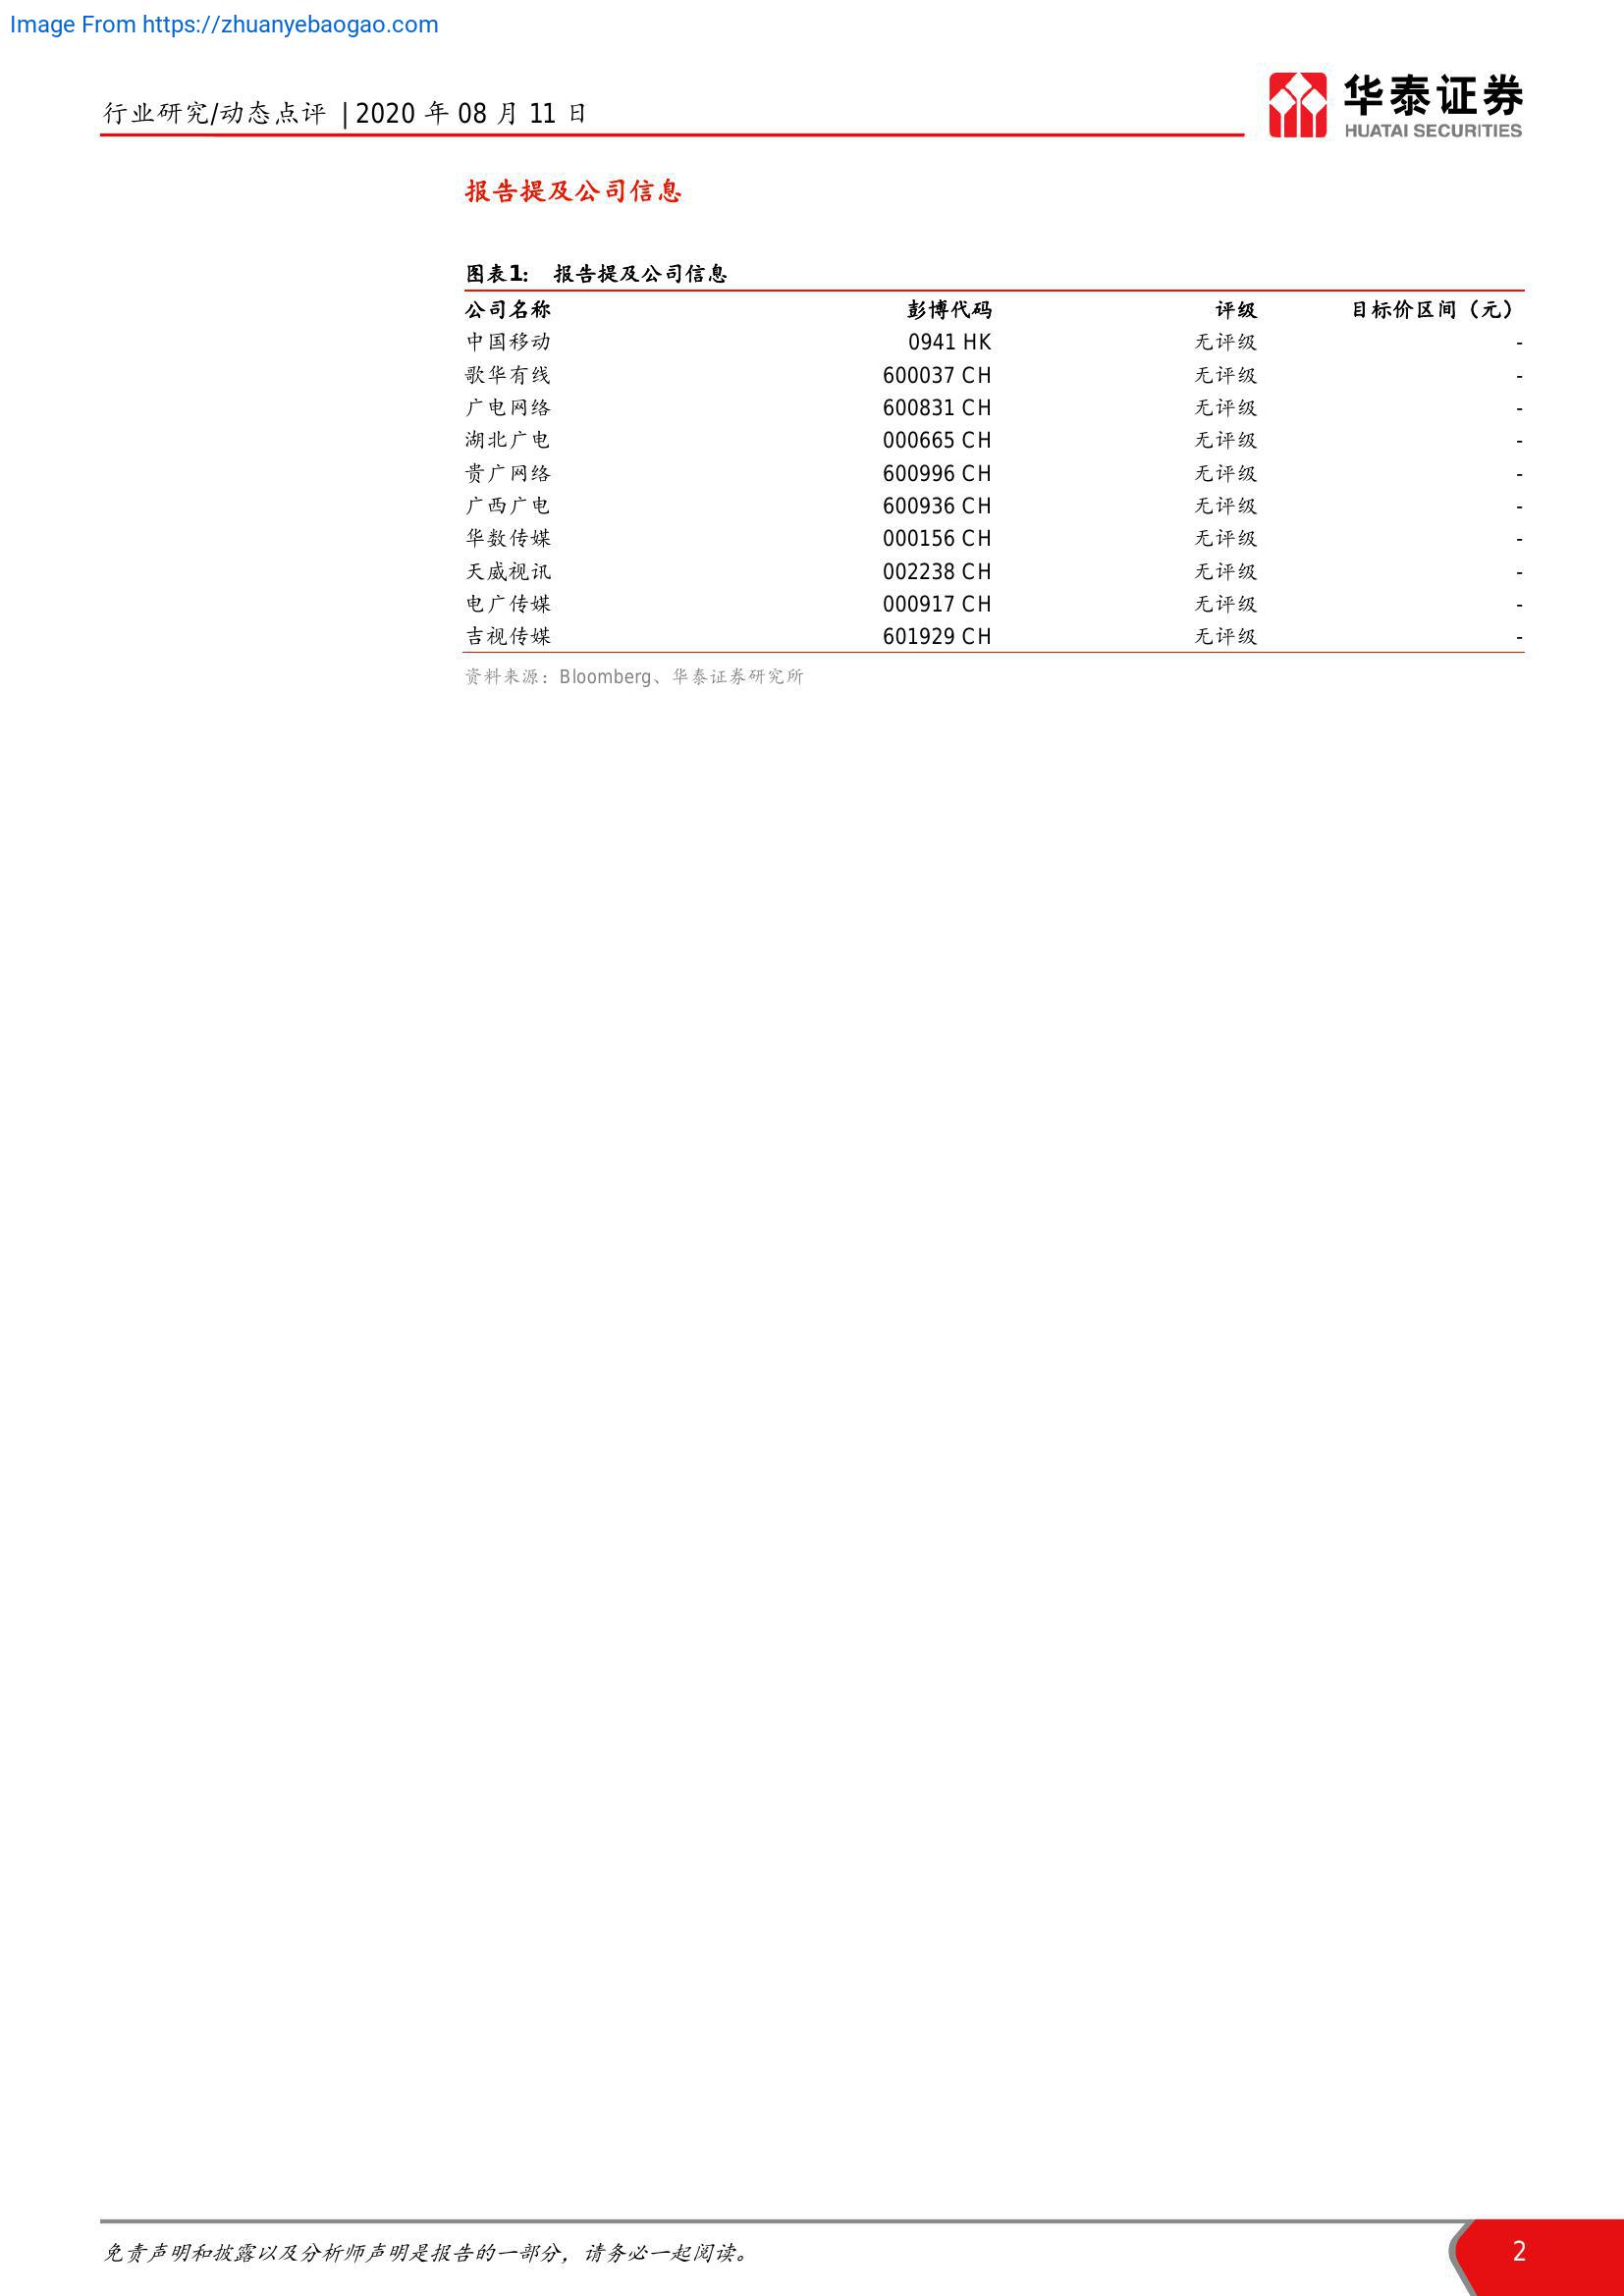 Image From https://zhuanyebaogao.com
行业研究/动态点评 | 2020 年 08 月 11 日
华泰证券
HUATAI SECURITIES
报告提及公司信息
图表1： 报告提及公司信息
公司名称 彭博代码 评级 目标价区间（元）
中国移动 0941 HK 无评级 -
歌华有线 600037 CH 无评级 -
广电网络 600831 CH 无评级 -
湖北广电 000665 CH 无评级 -
贵广网络 600996 CH 无评级 -
广西广电 600936 CH 无评级 -
华数传媒 000156 CH 无评级 -
天威视讯 002238 CH 无评级 -
电广传媒 000917 CH 无评级 -
吉视传媒 601929 CH 无评级 -
资料来源：Bloomberg、华泰证券研究所
免责声明和披露以及分析师声明是报告的一部分，请务必一起阅读。 2